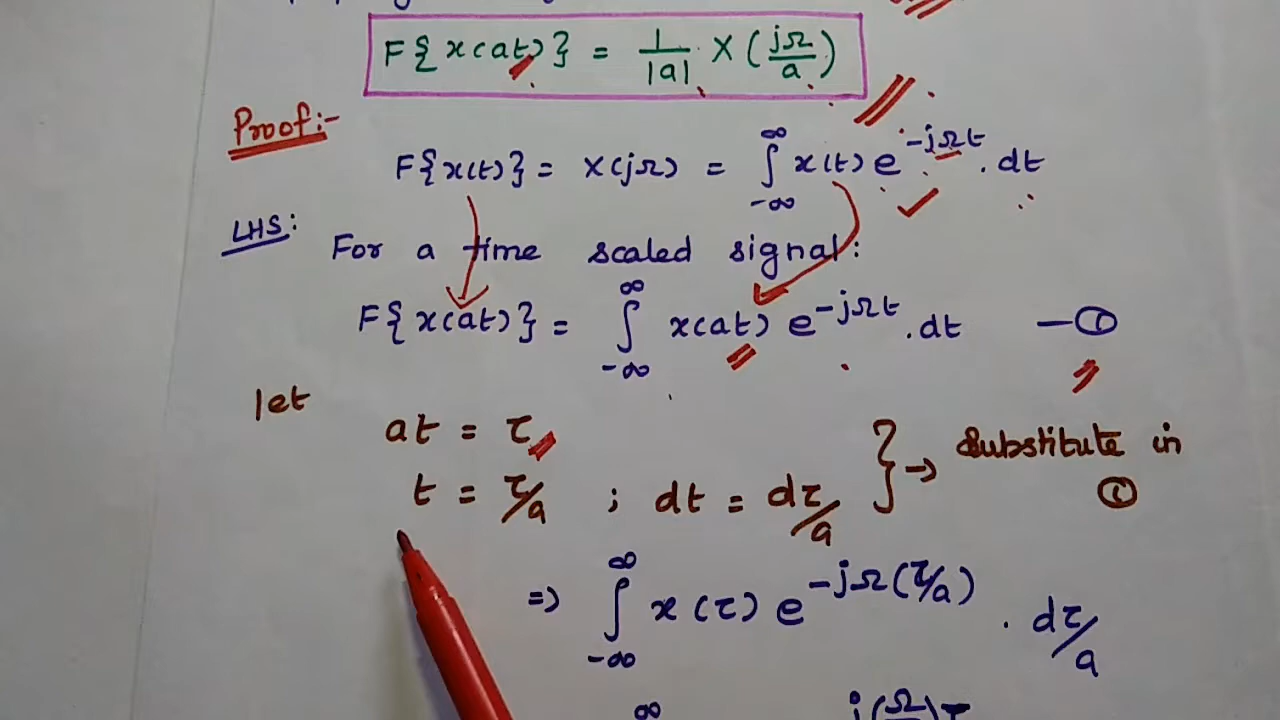 F{x(at)} = 1/|a| X(jΩ/a)
Proof:-
F{x(t)} = X(jΩ) = ∫_{-∞}^{∞} x(t) e^{-jΩt} . dt
LHS:
For a time scaled signal:
F{x(at)} = ∫_{-∞}^{∞} x(at) e^{-jΩt} . dt —①
let
at = τ
t = τ/a ; dt = dτ/a } → Substitute in ①
⇒ ∫_{-∞}^{∞} x(τ) e^{-jΩ(τ/a)} . dτ/a